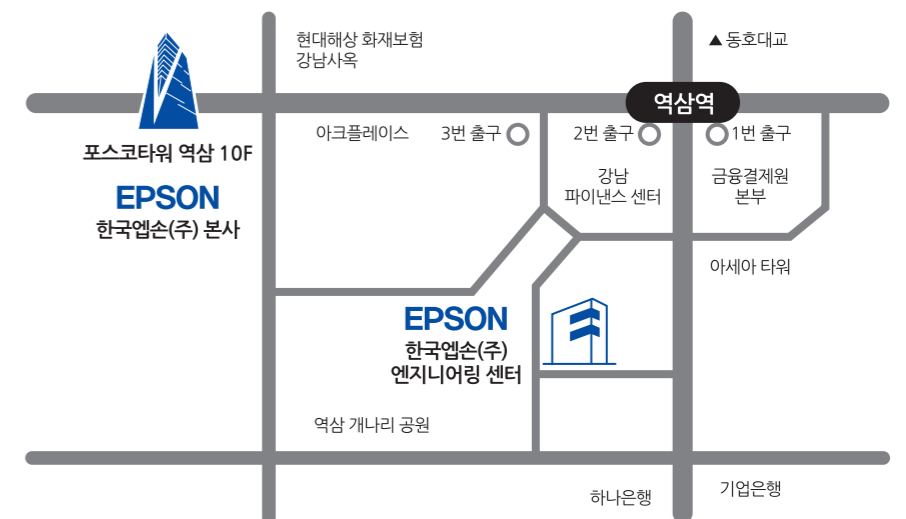 현대해상 화재보험
강남사옥
▲ 동호대교
역삼역
아크플레이스
3번 출구
2번 출구
1번 출구
포스코타워 역삼 10F
EPSON
한국엡손(주) 본사
강남
파이낸스 센터
금융결제원
본부
아세아 타워
EPSON
한국엡손(주)
엔지니어링 센터
역삼 개나리 공원
하나은행
기업은행